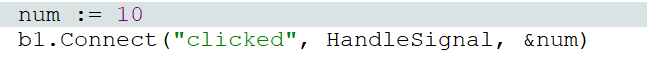 num := 10
b1.Connect("clicked", HandleSignal, &num)